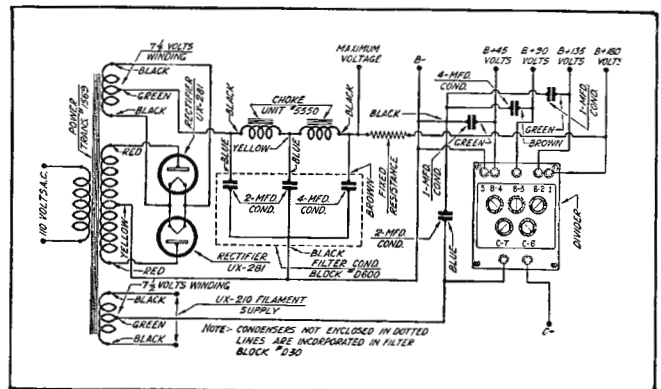 7½ VOLTS
WINDING
BLACK
GREEN
BLACK
RECTIFIER
UX-281
POWER
TRANS. #1569
110 VOLTS A.C.
RED
YELLOW
RED
RECTIFIER
UX-281
7½ VOLTS WINDING
BLACK
GREEN
BLACK
UX-210 FILAMENT
SUPPLY
CHOKE
UNIT #5550
BLACK
YELLOW
BLACK
BLUE
BLUE
BLUE
2-MFD.
COND.
4-MFD.
COND.
BROWN
BLACK
FILTER COND.
BLOCK #D600
MAXIMUM
VOLTAGE
FIXED
RESISTANCE
B-
B+45
VOLTS
B+90
VOLTS
B+135
VOLTS
B+180
VOLTS
4-MFD.
COND.
BLACK
GREEN
GREEN
BROWN
1-MFD.
COND.
1-MFD.
COND.
2-MFD.
COND.
BLUE
5 B-4 B-3 B-2 1
C-7 C-6
DIVIDER
C-
NOTE:- CONDENSERS NOT ENCLOSED IN DOTTED
LINES ARE INCORPORATED IN FILTER
BLOCK #D30